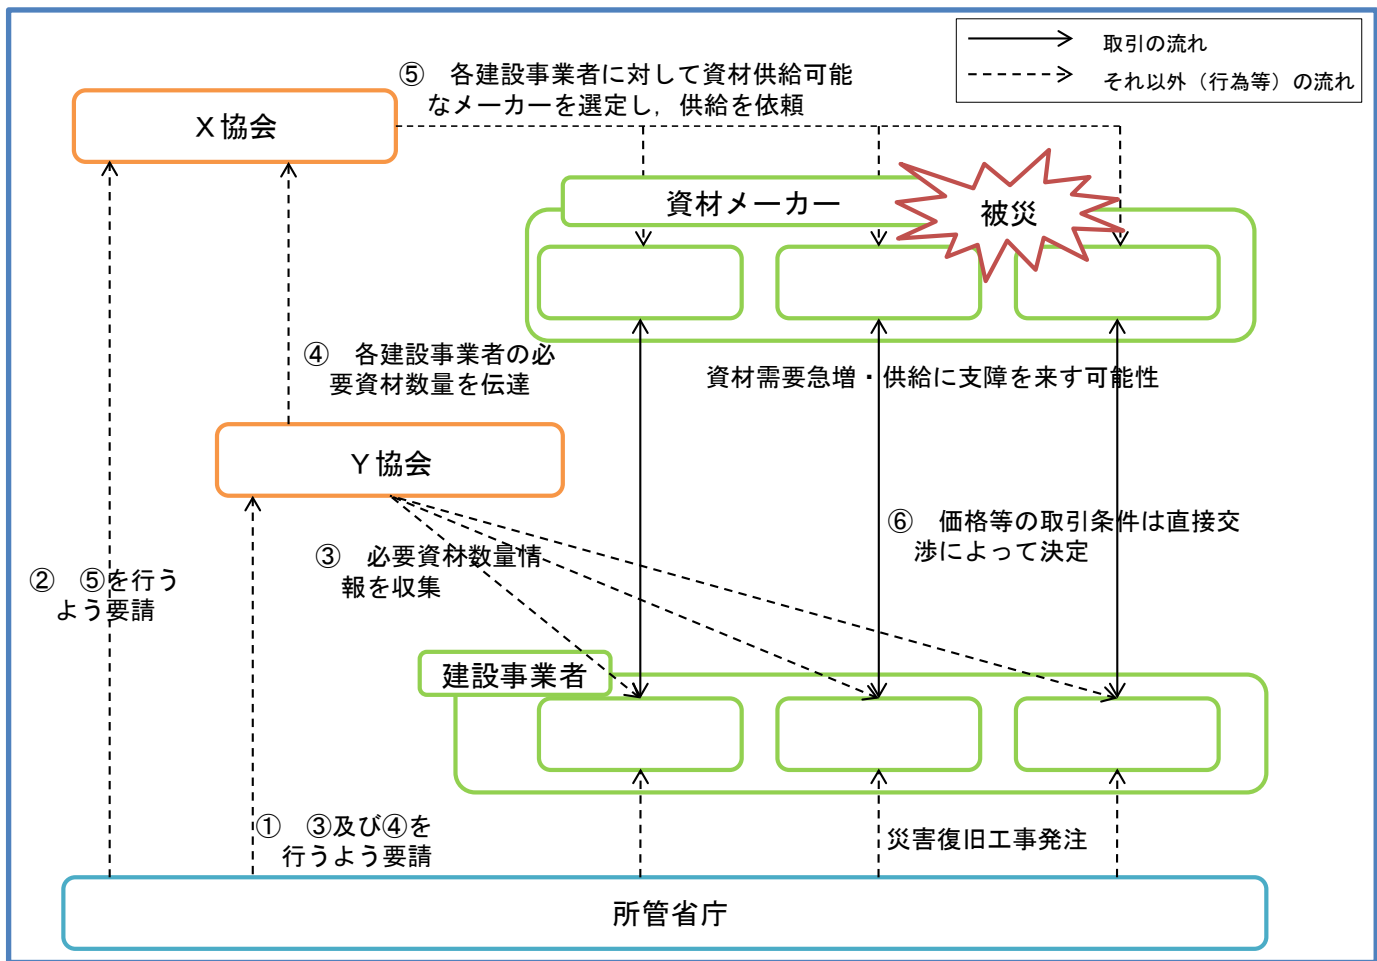 取引の流れ
それ以外（行為等）の流れ
⑤　各建設事業者に対して資材供給可能
なメーカーを選定し，供給を依頼
Ｘ協会
資材メーカー
被災
④　各建設事業者の必
要資材数量を伝達
資材需要急増・供給に支障を来す可能性
Ｙ協会
⑥　価格等の取引条件は直接交
渉によって決定
③　必要資材数量情
報を収集
②　⑤を行う
よう要請
建設事業者
①　③及び④を
行うよう要請
災害復旧工事発注
所管省庁